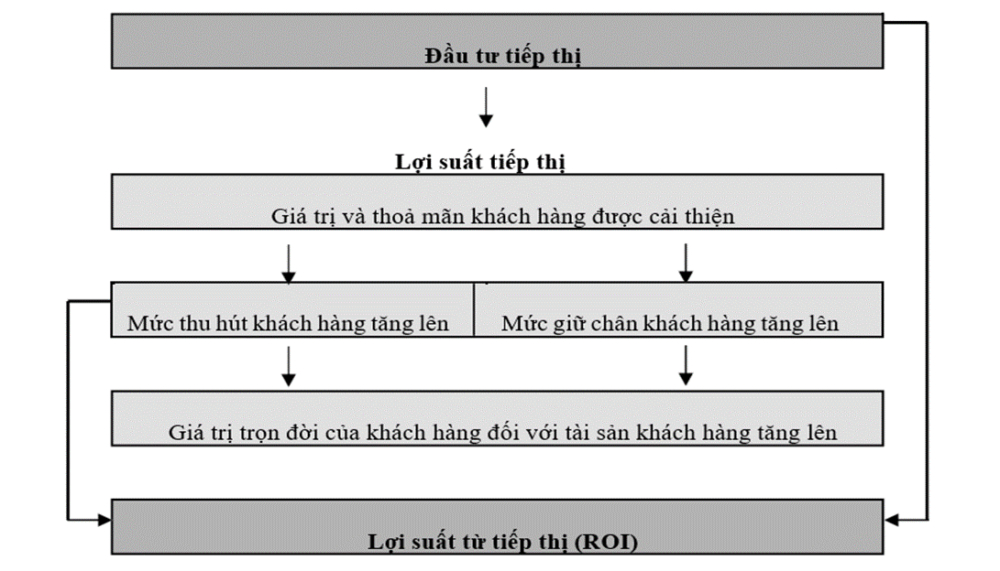 Đầu tư tiếp thị
Lợi suất tiếp thị
Giá trị và thoả mãn khách hàng được cải thiện
Mức thu hút khách hàng tăng lên
Mức giữ chân khách hàng tăng lên
Giá trị trọn đời của khách hàng đối với tài sản khách hàng tăng lên
Lợi suất từ tiếp thị (ROI)